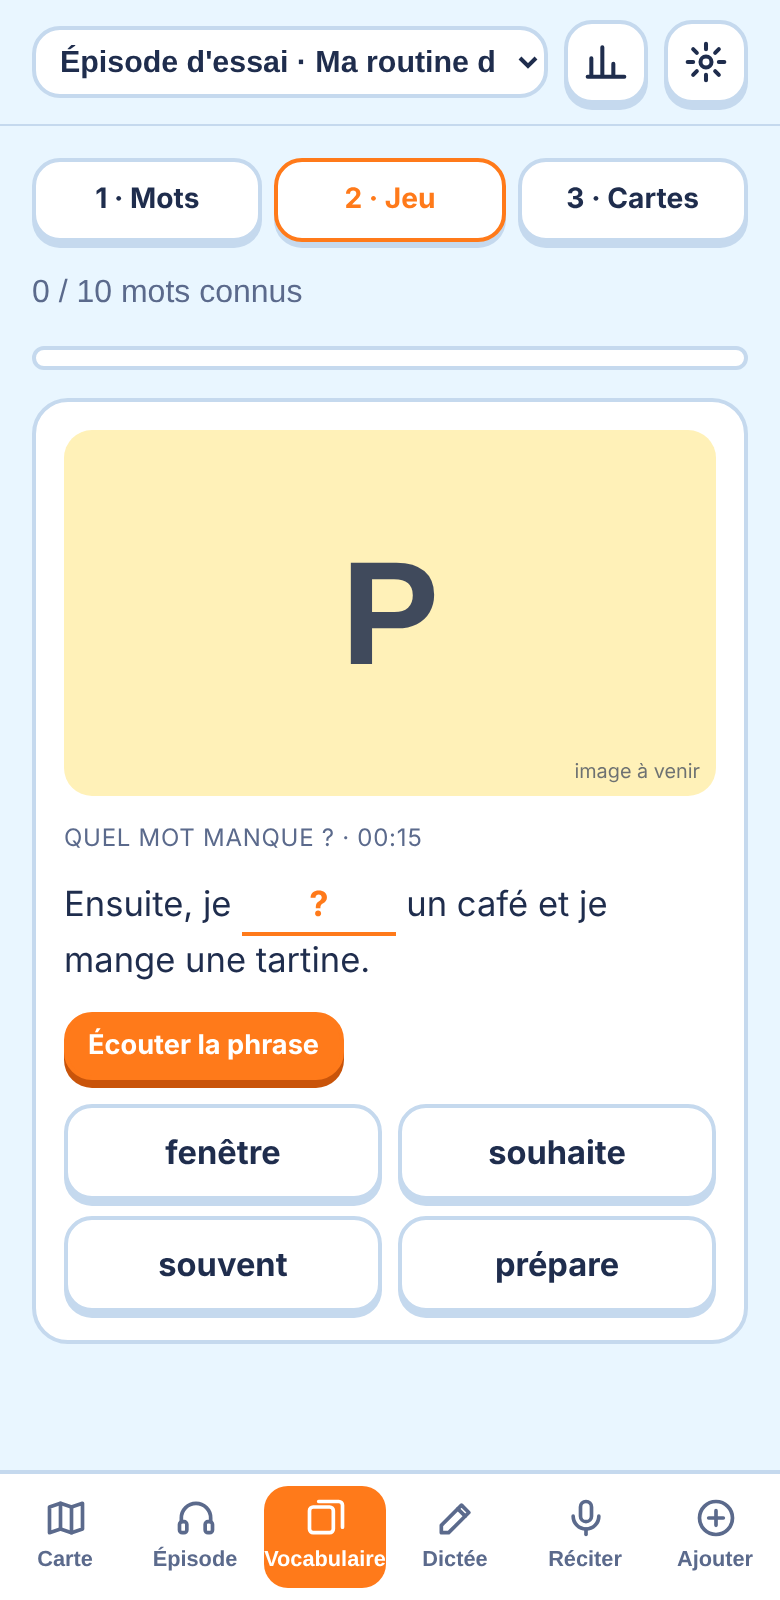 Épisode d'essai · Ma routine d
1 · Mots
2 · Jeu
3 · Cartes
0 / 10 mots connus
P
image à venir
QUEL MOT MANQUE ? · 00:15
Ensuite, je ? un café et je
mange une tartine.
Écouter la phrase
fenêtre
souhaite
souvent
prépare
Carte
Épisode
Vocabulaire
Dictée
Réciter
Ajouter